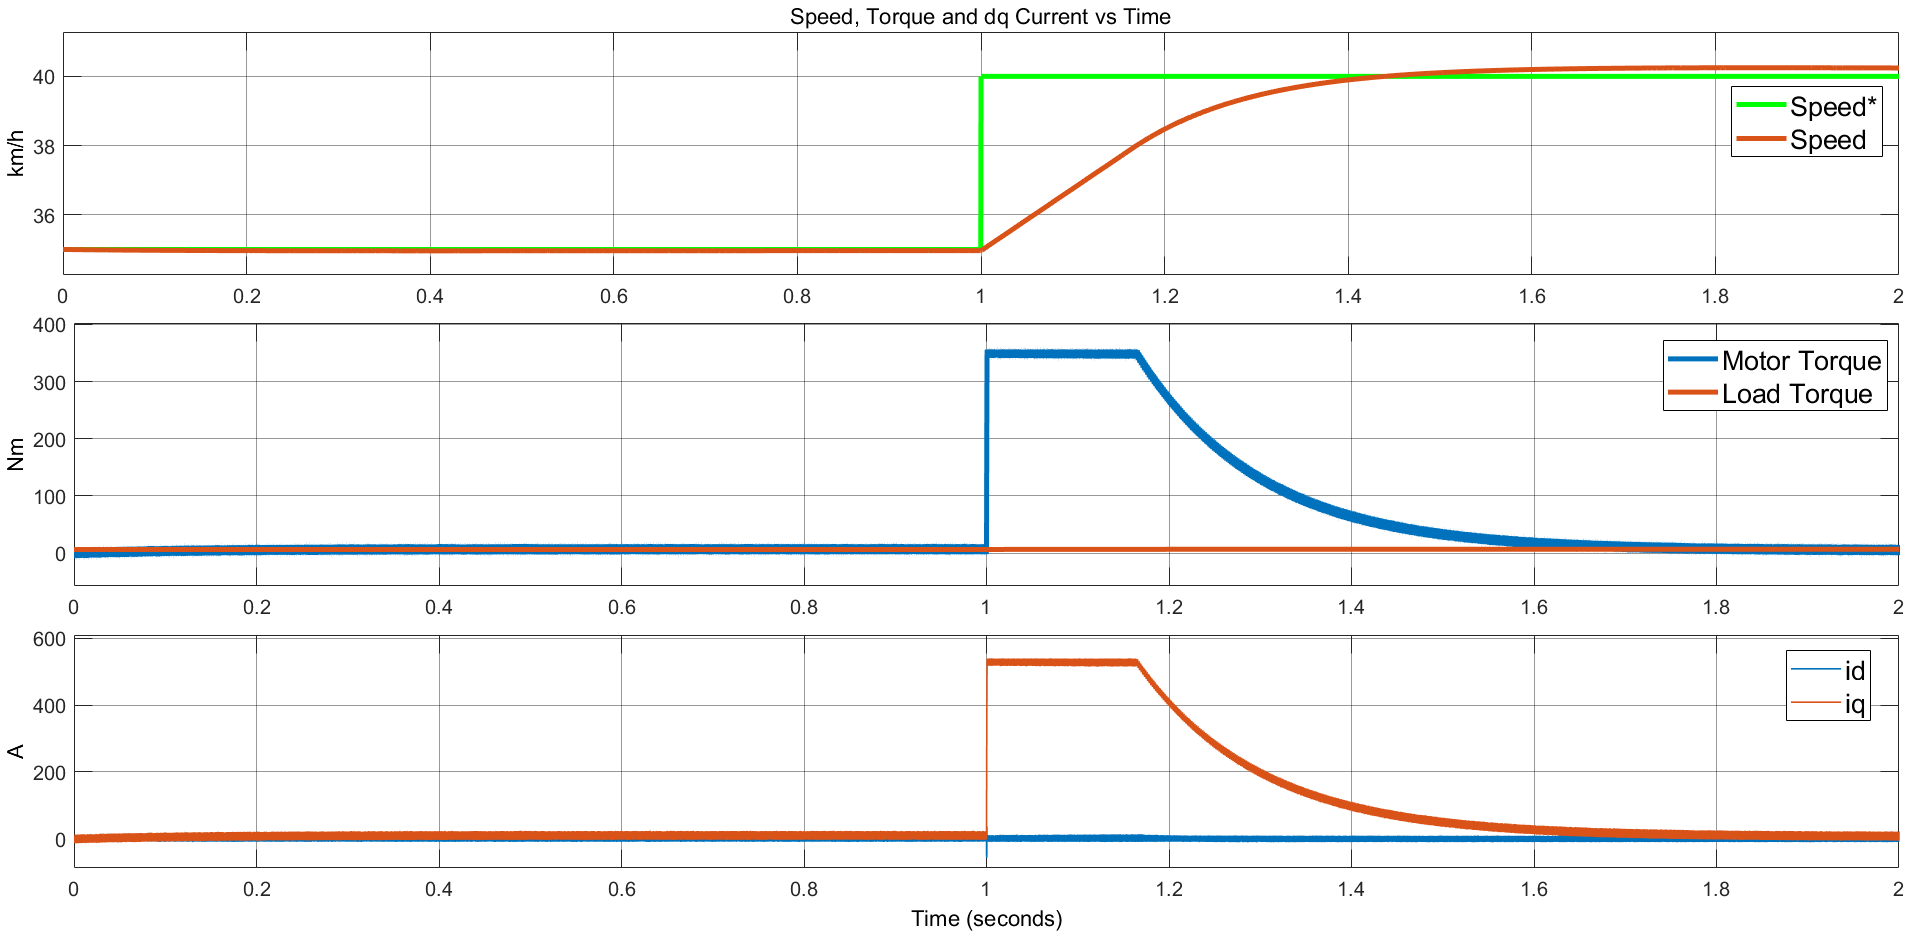 Speed, Torque and dq Current vs Time
km/h
40
38
36
Speed*
Speed
0 0.2 0.4 0.6 0.8 1 1.2 1.4 1.6 1.8 2
Nm
400
300
200
100
0
Motor Torque
Load Torque
0 0.2 0.4 0.6 0.8 1 1.2 1.4 1.6 1.8 2
A
600
400
200
0
id
iq
0 0.2 0.4 0.6 0.8 1 1.2 1.4 1.6 1.8 2
Time (seconds)